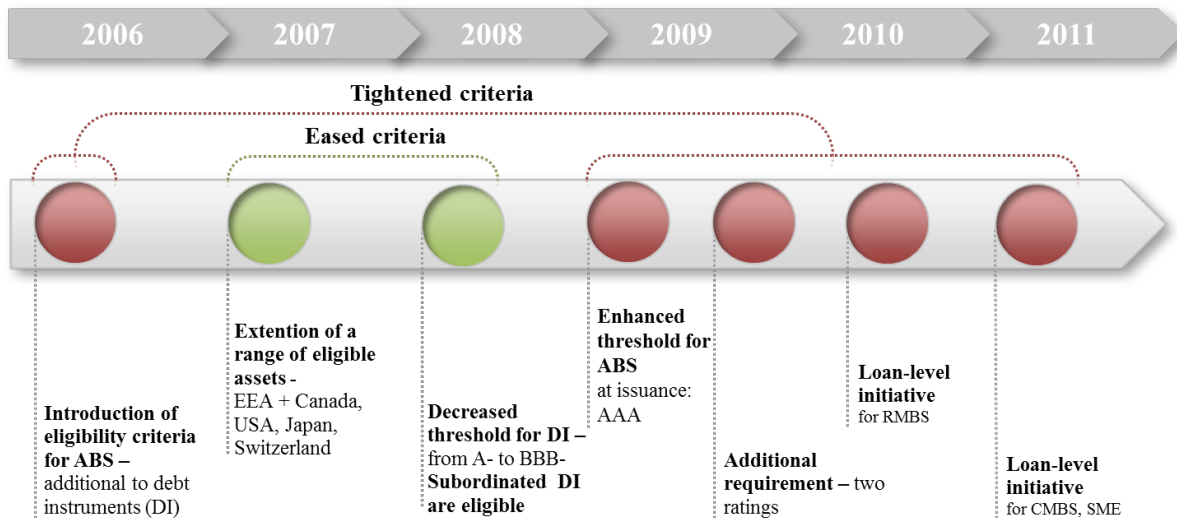 2006 2007 2008 2009 2010 2011
Tightened criteria
Eased criteria
Introduction of
eligibility criteria
for ABS –
additional to debt
instruments (DI)
Extention of a
range of eligible
assets -
EEA + Canada,
USA, Japan,
Switzerland
Decreased
threshold for DI –
from A- to BBB-
Subordinated DI
are eligible
Enhanced
threshold for
ABS
at issuance:
AAA
Additional
requirement – two
ratings
Loan-level
initiative
for RMBS
Loan-level
initiative
for CMBS, SME